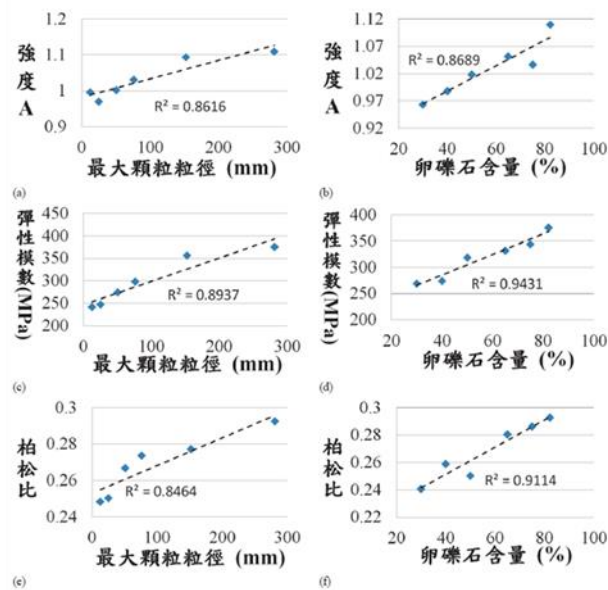 強度A
1.2
1.1
1
0.9
R² = 0.8616
0 100 200 300
最大顆粒粒徑 (mm)
(a)
強度A
1.12
1.07
1.02
0.97
0.92
R² = 0.8689
20 40 60 80 100
卵礫石含量 (%)
(b)
彈性模數(MPa)
450
400
350
300
250
200
R² = 0.8937
0 100 200 300
最大顆粒粒徑 (mm)
(c)
彈性模數(MPa)
400
350
300
250
200
R² = 0.9431
20 40 60 80 100
卵礫石含量 (%)
(d)
柏松比
0.3
0.28
0.26
0.24
R² = 0.8464
0 100 200 300
最大顆粒粒徑 (mm)
(e)
柏松比
0.3
0.28
0.26
0.24
0.22
R² = 0.9114
20 40 60 80 100
卵礫石含量 (%)
(f)